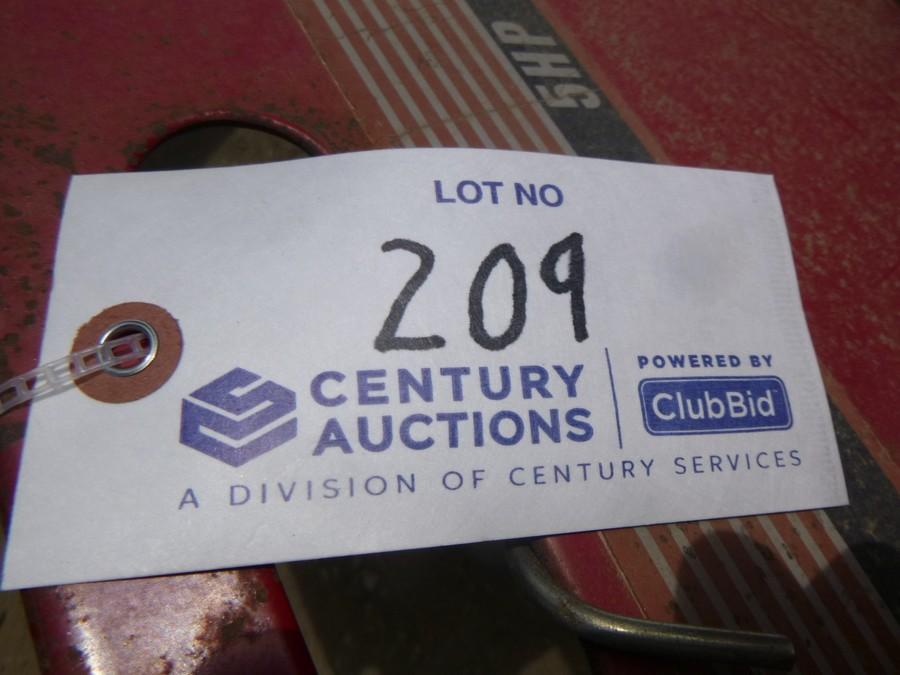 5HP
LOT NO
209
CENTURY
AUCTIONS
POWERED BY
ClubBid
A DIVISION OF CENTURY SERVICES